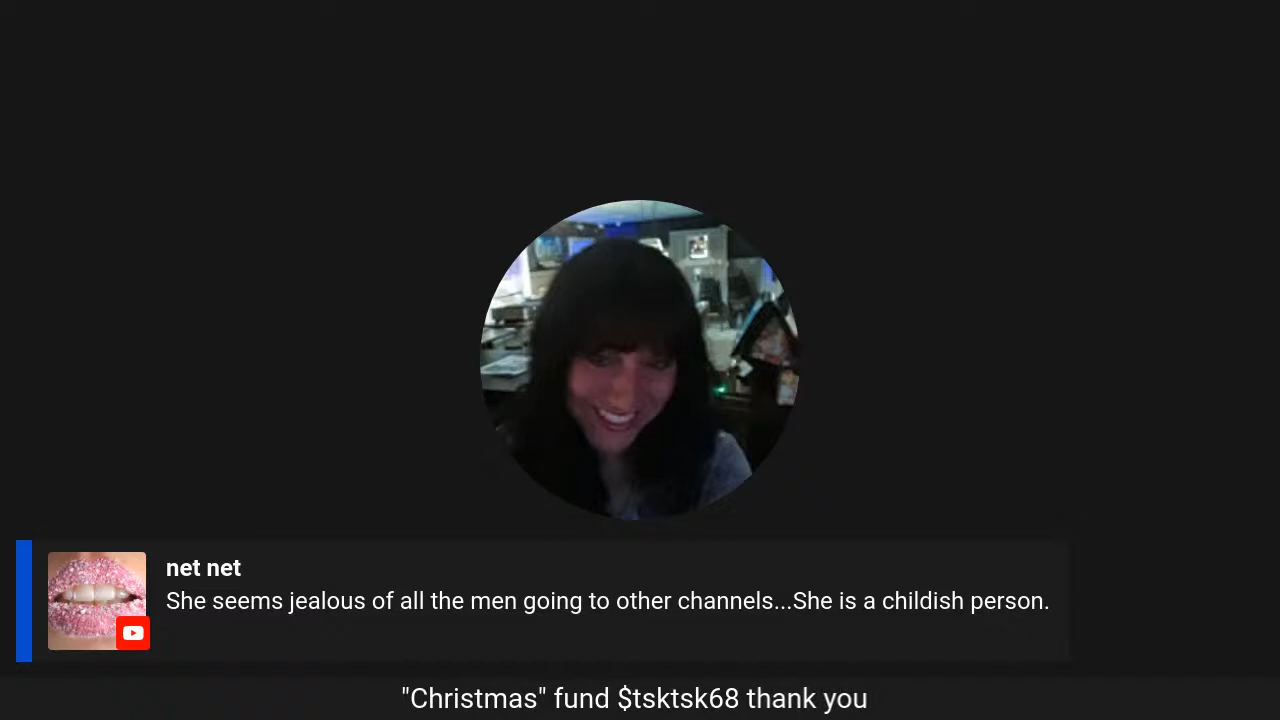 net net
She seems jealous of all the men going to other channels...She is a childish person.
"Christmas" fund $tsktsk68 thank you